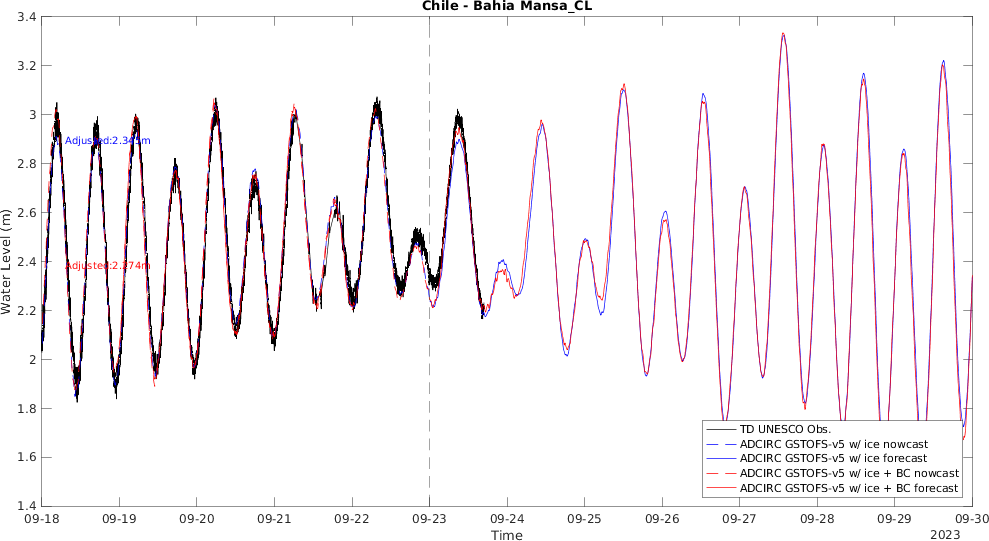 Chile - Bahia Mansa_CL
3.4
3.2
3
2.8
2.6
2.4
2.2
2
1.8
1.6
1.4
Water Level (m)
Adjusted:2.345m
Adjusted:2.274m
TD UNESCO Obs.
ADCIRC GSTOFS-v5 w/ ice nowcast
ADCIRC GSTOFS-v5 w/ ice forecast
ADCIRC GSTOFS-v5 w/ ice + BC nowcast
ADCIRC GSTOFS-v5 w/ ice + BC forecast
09-18 09-19 09-20 09-21 09-22 09-23 09-24 09-25 09-26 09-27 09-28 09-29 09-30
Time
2023